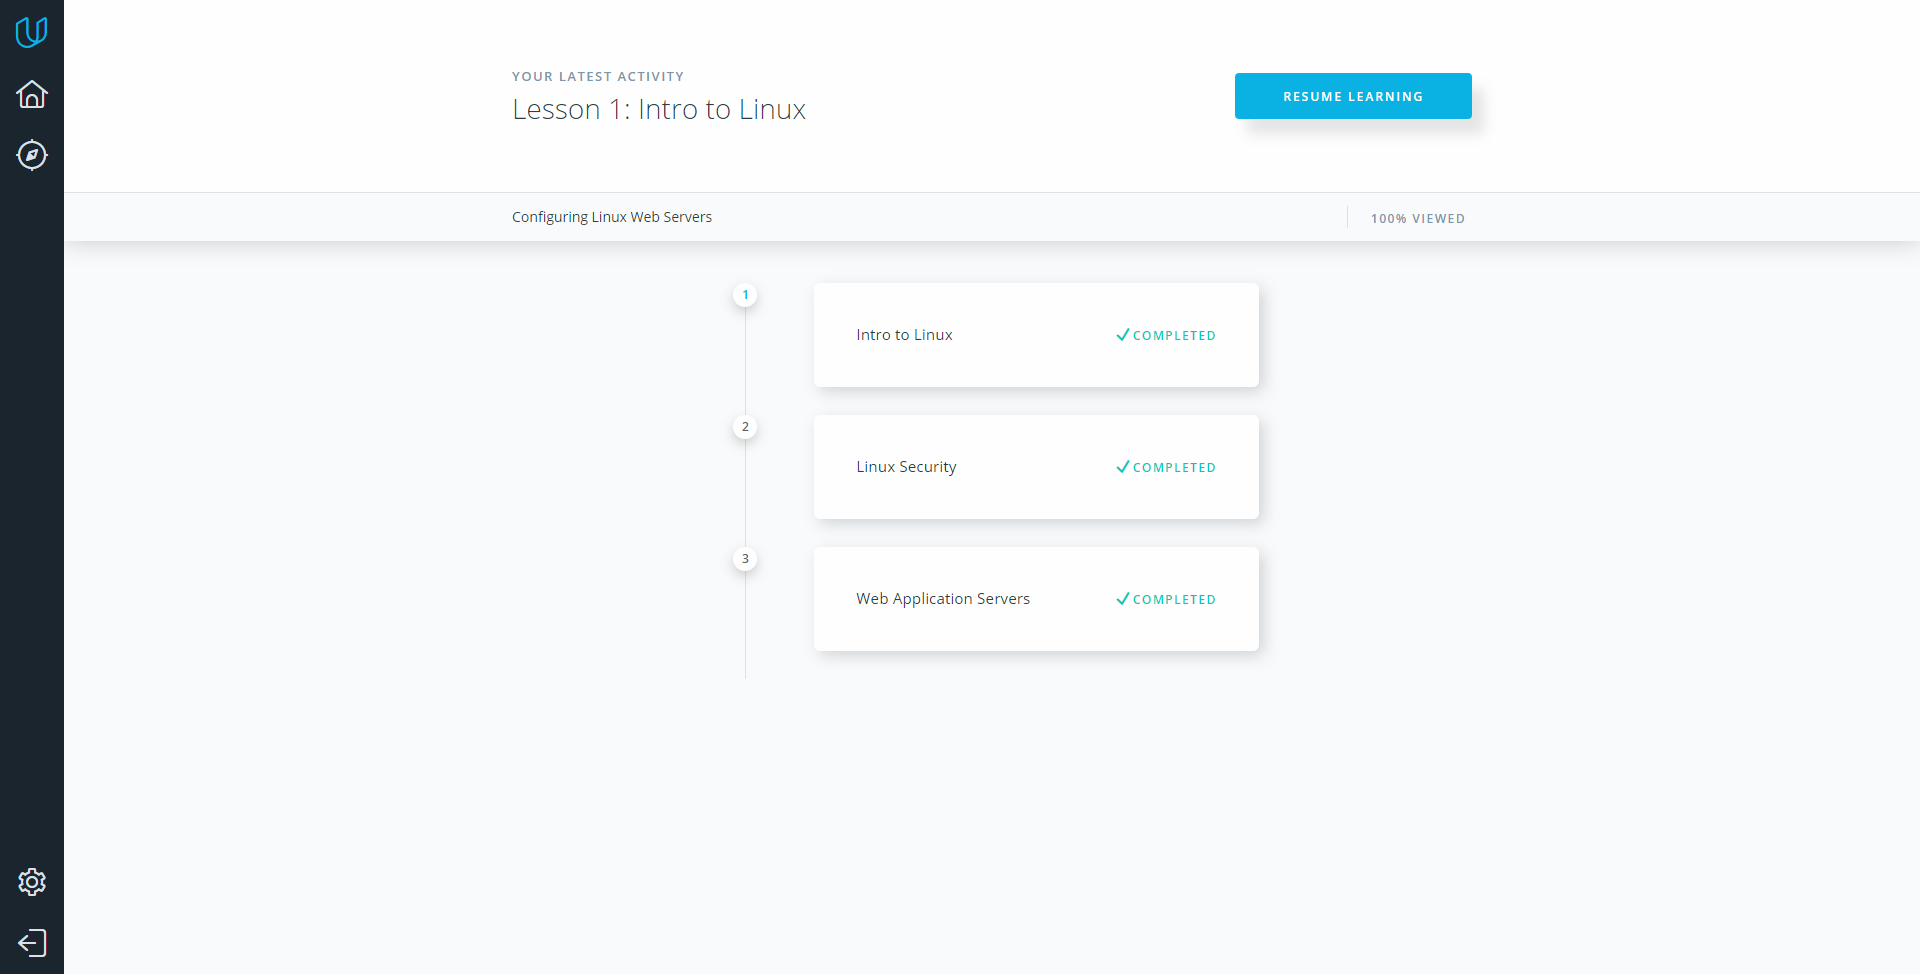 YOUR LATEST ACTIVITY
Lesson 1: Intro to Linux
RESUME LEARNING
Configuring Linux Web Servers
100% VIEWED
1
Intro to Linux
COMPLETED
2
Linux Security
COMPLETED
3
Web Application Servers
COMPLETED